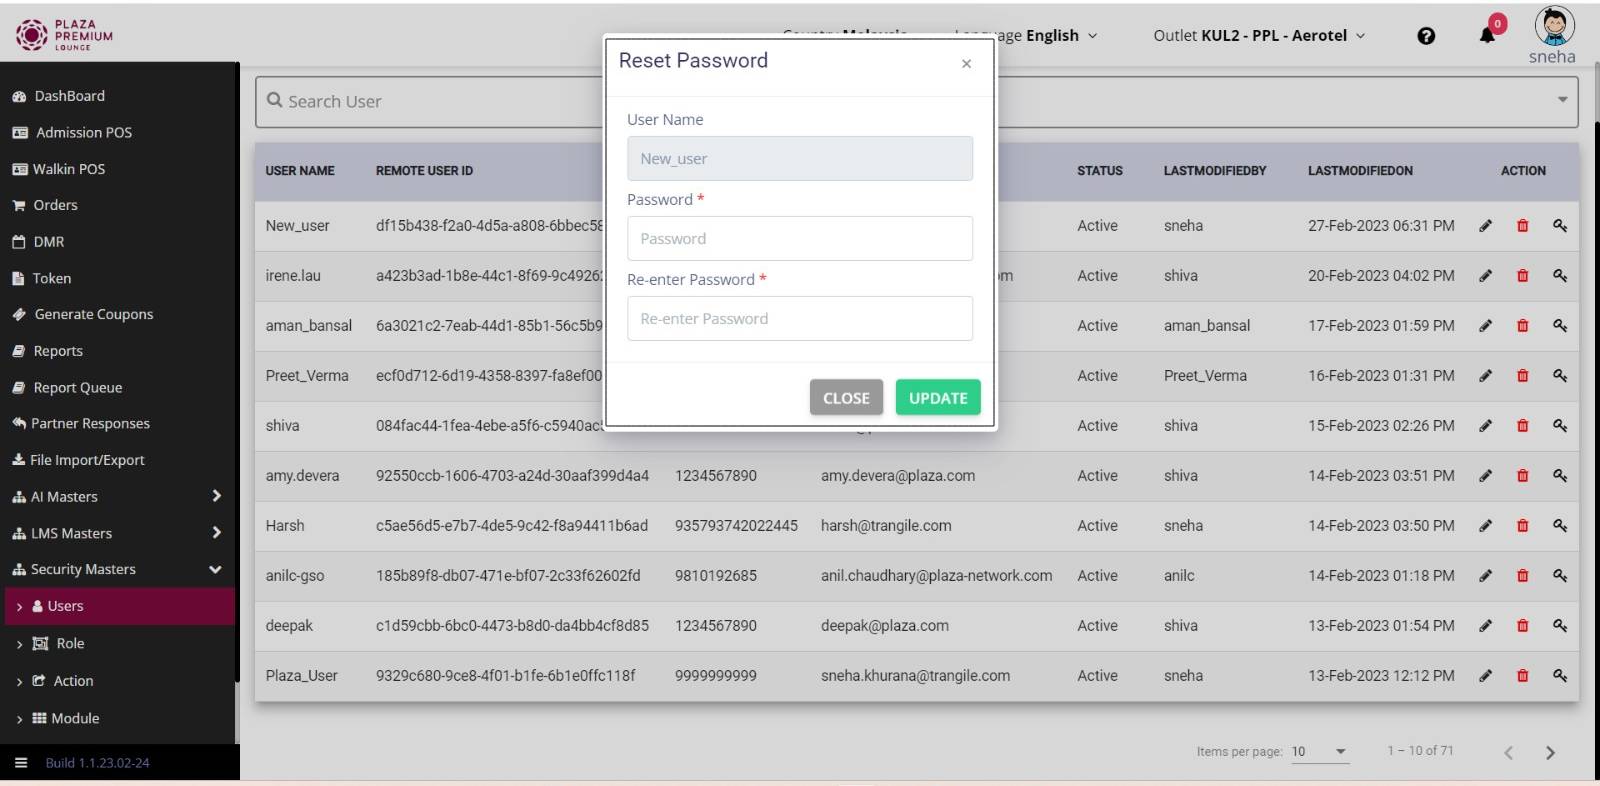 PLAZA
PREMIUM
LOUNGE
Language English
Outlet KUL2 - PPL - Aerotel
0
sneha
DashBoard
Admission POS
Walkin POS
Orders
DMR
Token
Generate Coupons
Reports
Report Queue
Partner Responses
File Import/Export
AI Masters
LMS Masters
Security Masters
Users
Role
Action
Module
Build 1.1.23.02-24
Search User
Reset Password
×
User Name
New_user
Password *
Password
Re-enter Password *
Re-enter Password
CLOSE UPDATE
USER NAME REMOTE USER ID STATUS LASTMODIFIEDBY LASTMODIFIEDON ACTION
New_user df15b438-f2a0-4d5a-a808-6bbec58 Active sneha 27-Feb-2023 06:31 PM
irene.lau a423b3ad-1b8e-44c1-8f69-9c4926 Active shiva 20-Feb-2023 04:02 PM
aman_bansal 6a3021c2-7eab-44d1-85b1-56c5b9 Active aman_bansal 17-Feb-2023 01:59 PM
Preet_Verma ecf0d712-6d19-4358-8397-fa8ef00 Active Preet_Verma 16-Feb-2023 01:31 PM
shiva 084fac44-1fea-4ebe-a5f6-c5940ac Active shiva 15-Feb-2023 02:26 PM
amy.devera 92550ccb-1606-4703-a24d-30aaf399d4a4 1234567890 amy.devera@plaza.com Active shiva 14-Feb-2023 03:51 PM
Harsh c5ae56d5-e7b7-4de5-9c42-f8a94411b6ad 935793742022445 harsh@trangile.com Active sneha 14-Feb-2023 03:50 PM
anilc-gso 185b89f8-db07-471e-bf07-2c33f62602fd 9810192685 anil.chaudhary@plaza-network.com Active anilc 14-Feb-2023 01:18 PM
deepak c1d59cbb-6bc0-4473-b8d0-da4bb4cf8d85 1234567890 deepak@plaza.com Active shiva 13-Feb-2023 01:54 PM
Plaza_User 9329c680-9ce8-4f01-b1fe-6b1e0ffc118f 9999999999 sneha.khurana@trangile.com Active sneha 13-Feb-2023 12:12 PM
Items per page: 10 1 – 10 of 71